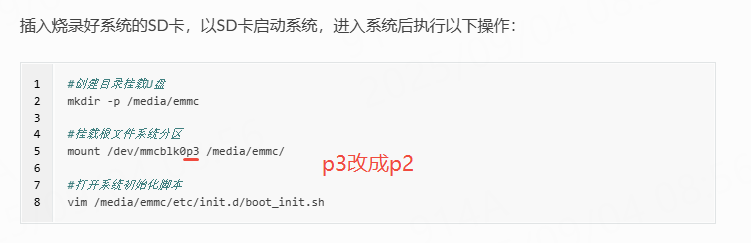 插入烧录好系统的SD卡，以SD卡启动系统，进入系统后执行以下操作：
1 #创建目录挂载U盘
2 mkdir -p /media/emmc
3
4 #挂载根文件系统分区
5 mount /dev/mmcblk0p3 /media/emmc/
p3改成p2
6
7 #打开系统初始化脚本
8 vim /media/emmc/etc/init.d/boot_init.sh